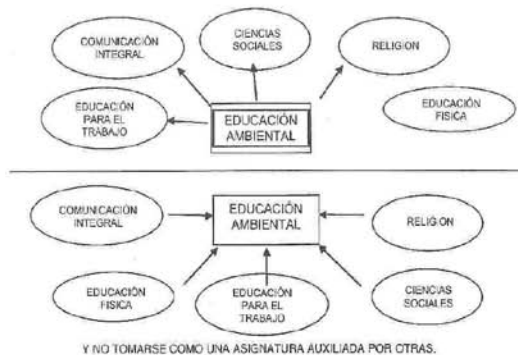 COMUNICACIÓN
INTEGRAL
CIENCIAS
SOCIALES
RELIGION
EDUCACIÓN
PARA EL
TRABAJO
EDUCACIÓN
AMBIENTAL
EDUCACIÓN
FISICA
COMUNICACIÓN
INTEGRAL
EDUCACIÓN
AMBIENTAL
RELIGION
EDUCACIÓN
FISICA
EDUCACIÓN
PARA EL
TRABAJO
CIENCIAS
SOCIALES
Y NO TOMARSE COMO UNA ASIGNATURA AUXILIADA POR OTRAS.